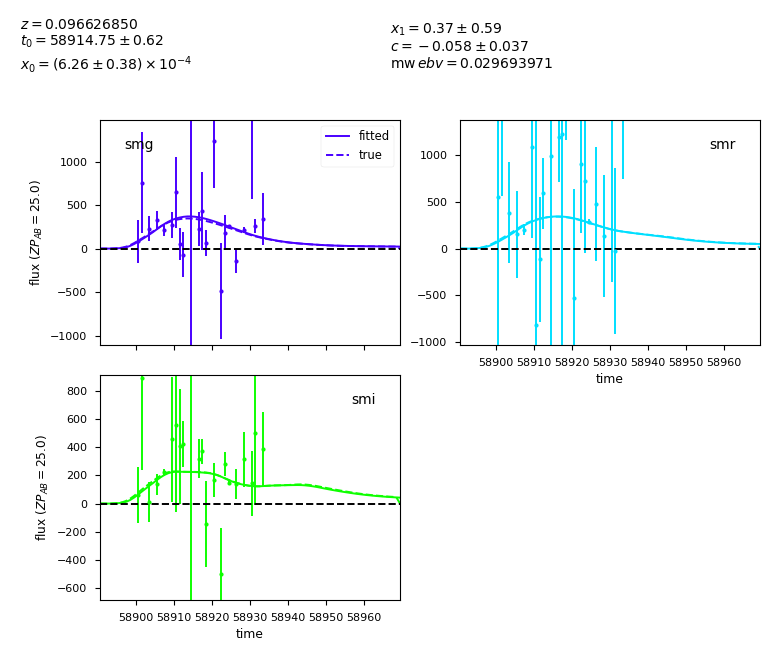 z = 0.096626850
t₀ = 58914.75 ± 0.62
x₀ = (6.26 ± 0.38) × 10⁻⁴
x₁ = 0.37 ± 0.59
c = −0.058 ± 0.037
mw ebv = 0.029693971
smg
fitted
true
1000
500
0
−500
−1000
flux (ZP_AB = 25.0)
smr
1000
500
0
−500
−1000
58900 58910 58920 58930 58940 58950 58960
time
smi
800
600
400
200
0
−200
−400
−600
flux (ZP_AB = 25.0)
58900 58910 58920 58930 58940 58950 58960
time